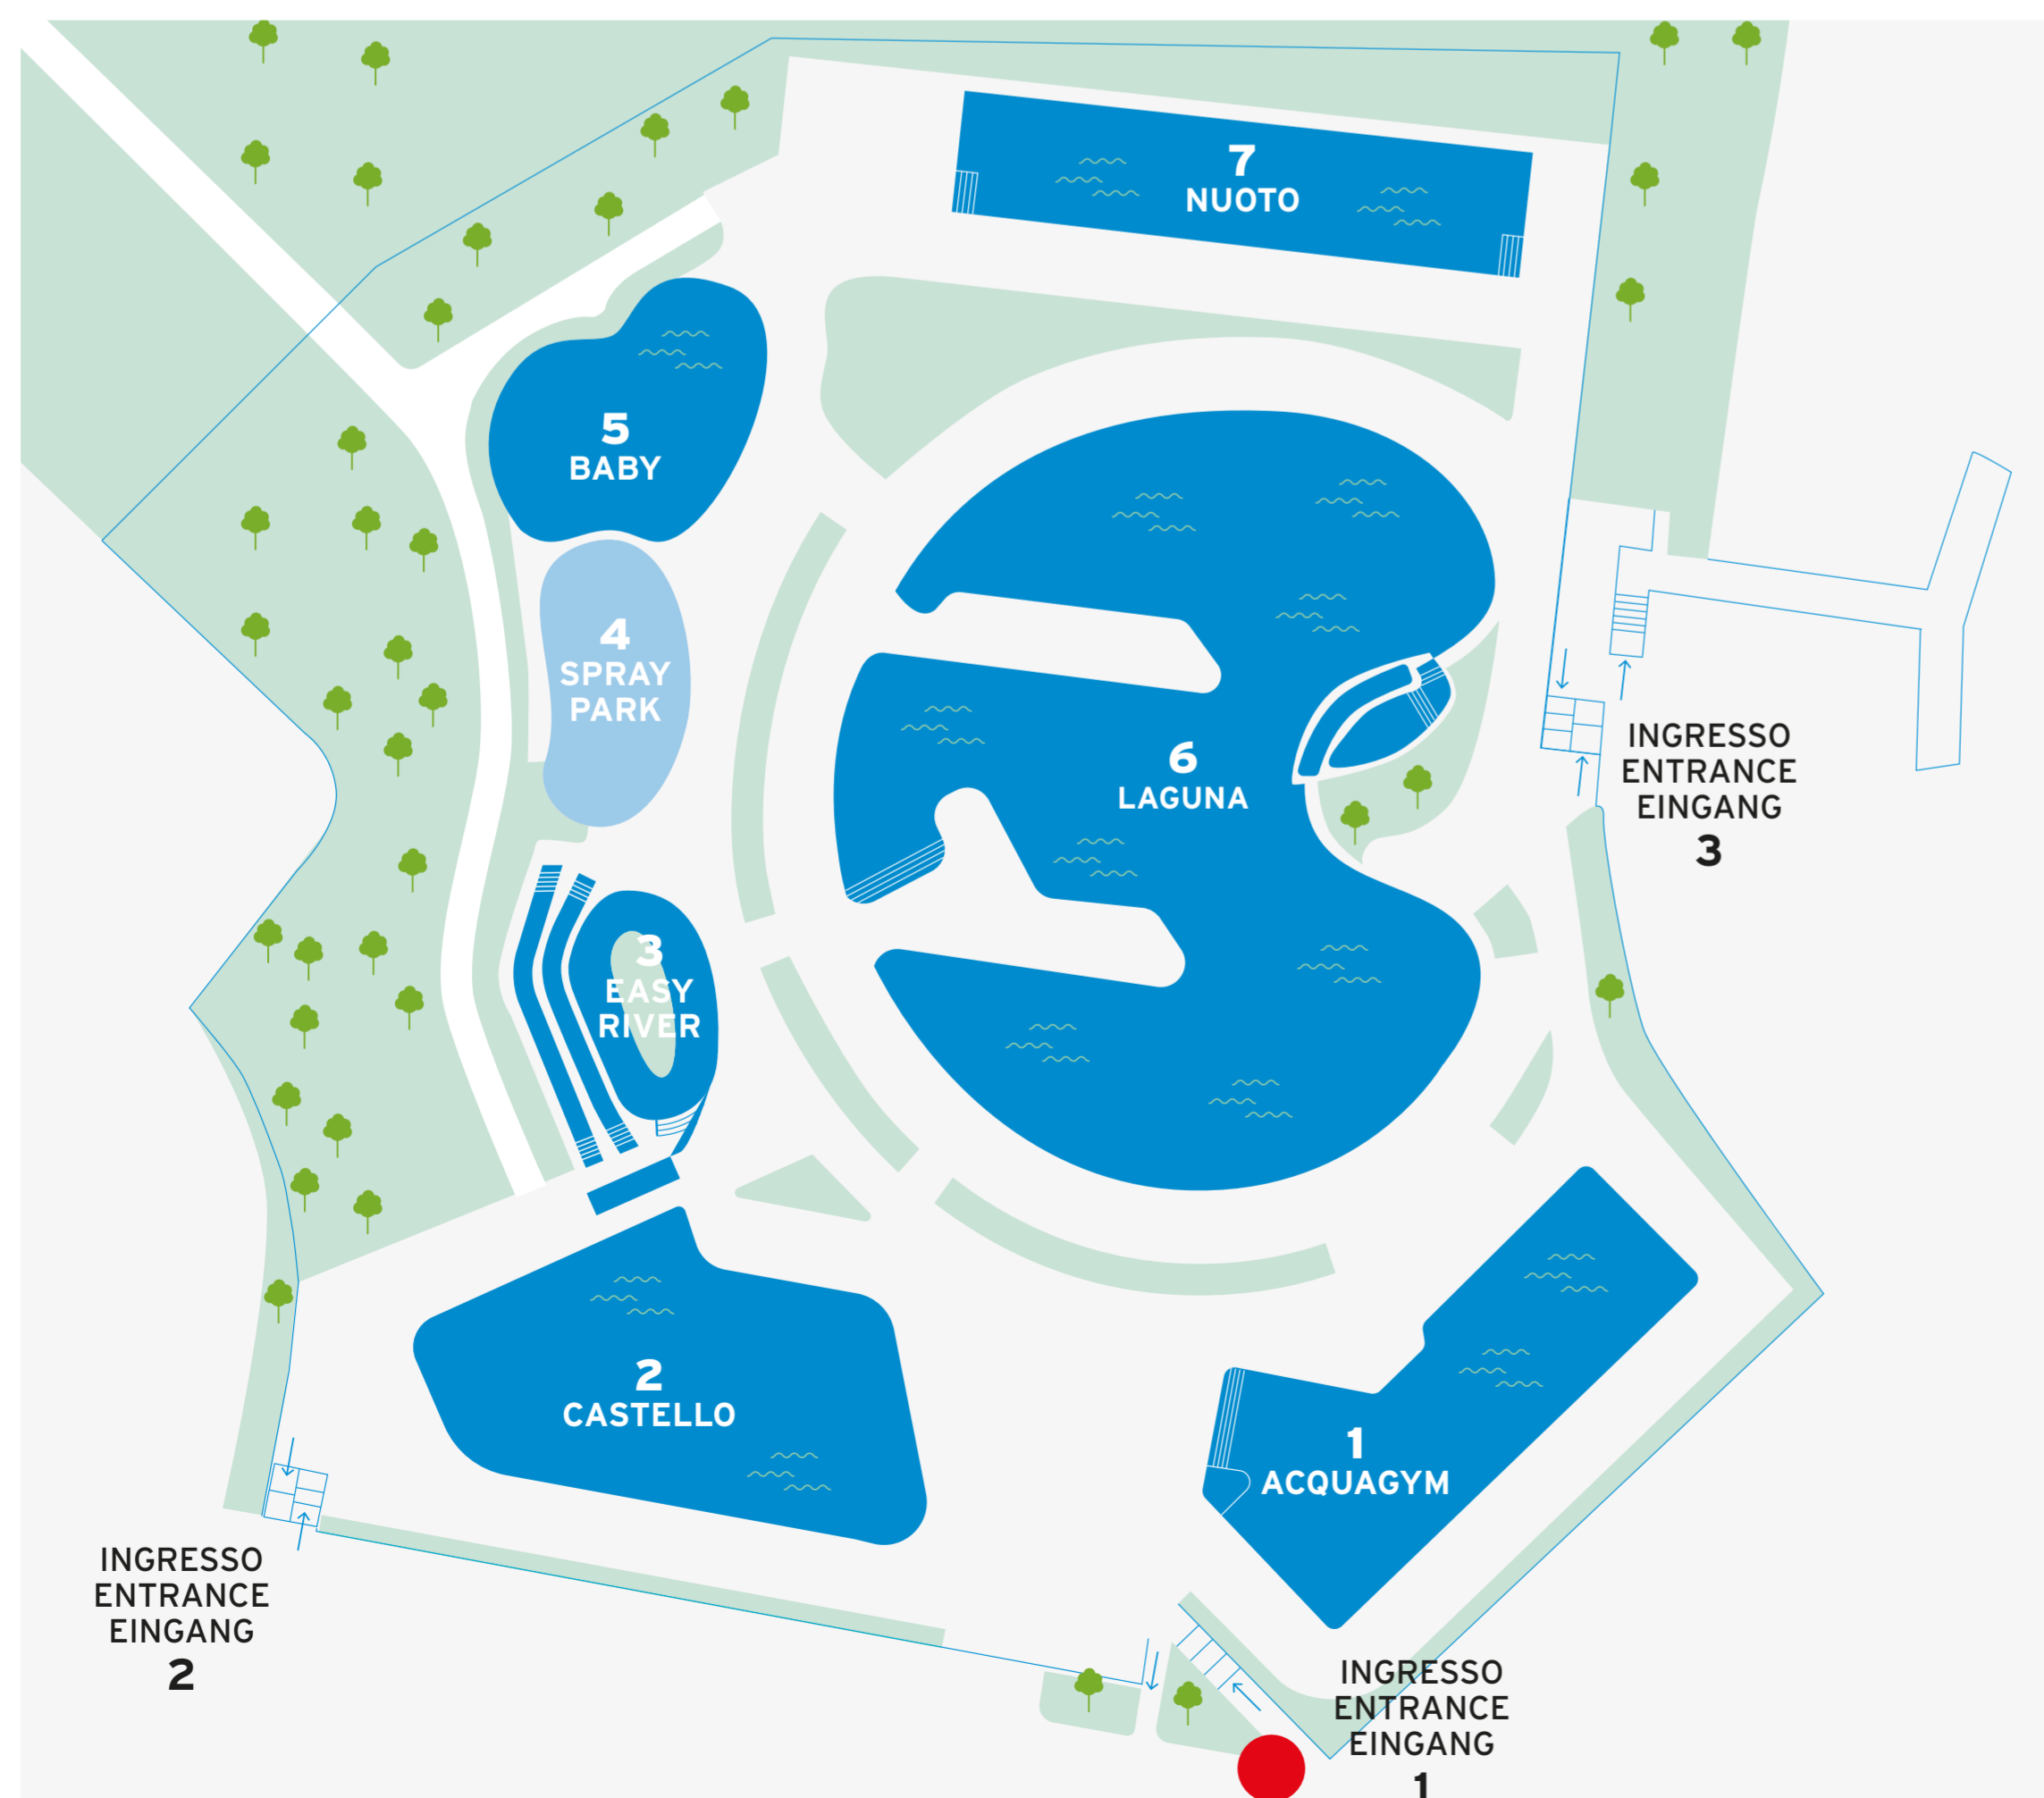 7
NUOTO
5
BABY
4
SPRAY
PARK
6
LAGUNA
INGRESSO
ENTRANCE
EINGANG
3
3
EASY
RIVER
2
CASTELLO
1
ACQUAGYM
INGRESSO
ENTRANCE
EINGANG
2
INGRESSO
ENTRANCE
EINGANG
1